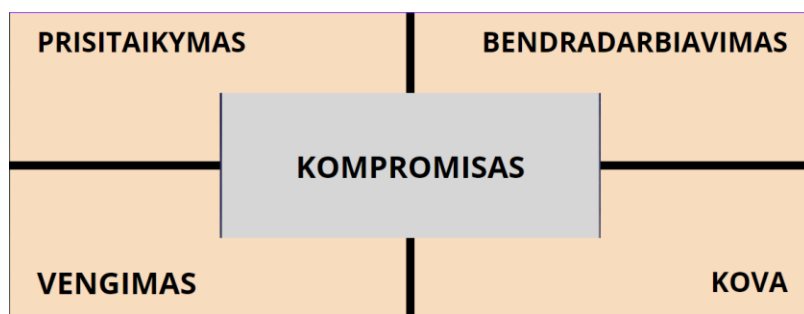 PRISITAIKYMAS
BENDRADARBIAVIMAS
KOMPROMISAS
VENGIMAS
KOVA